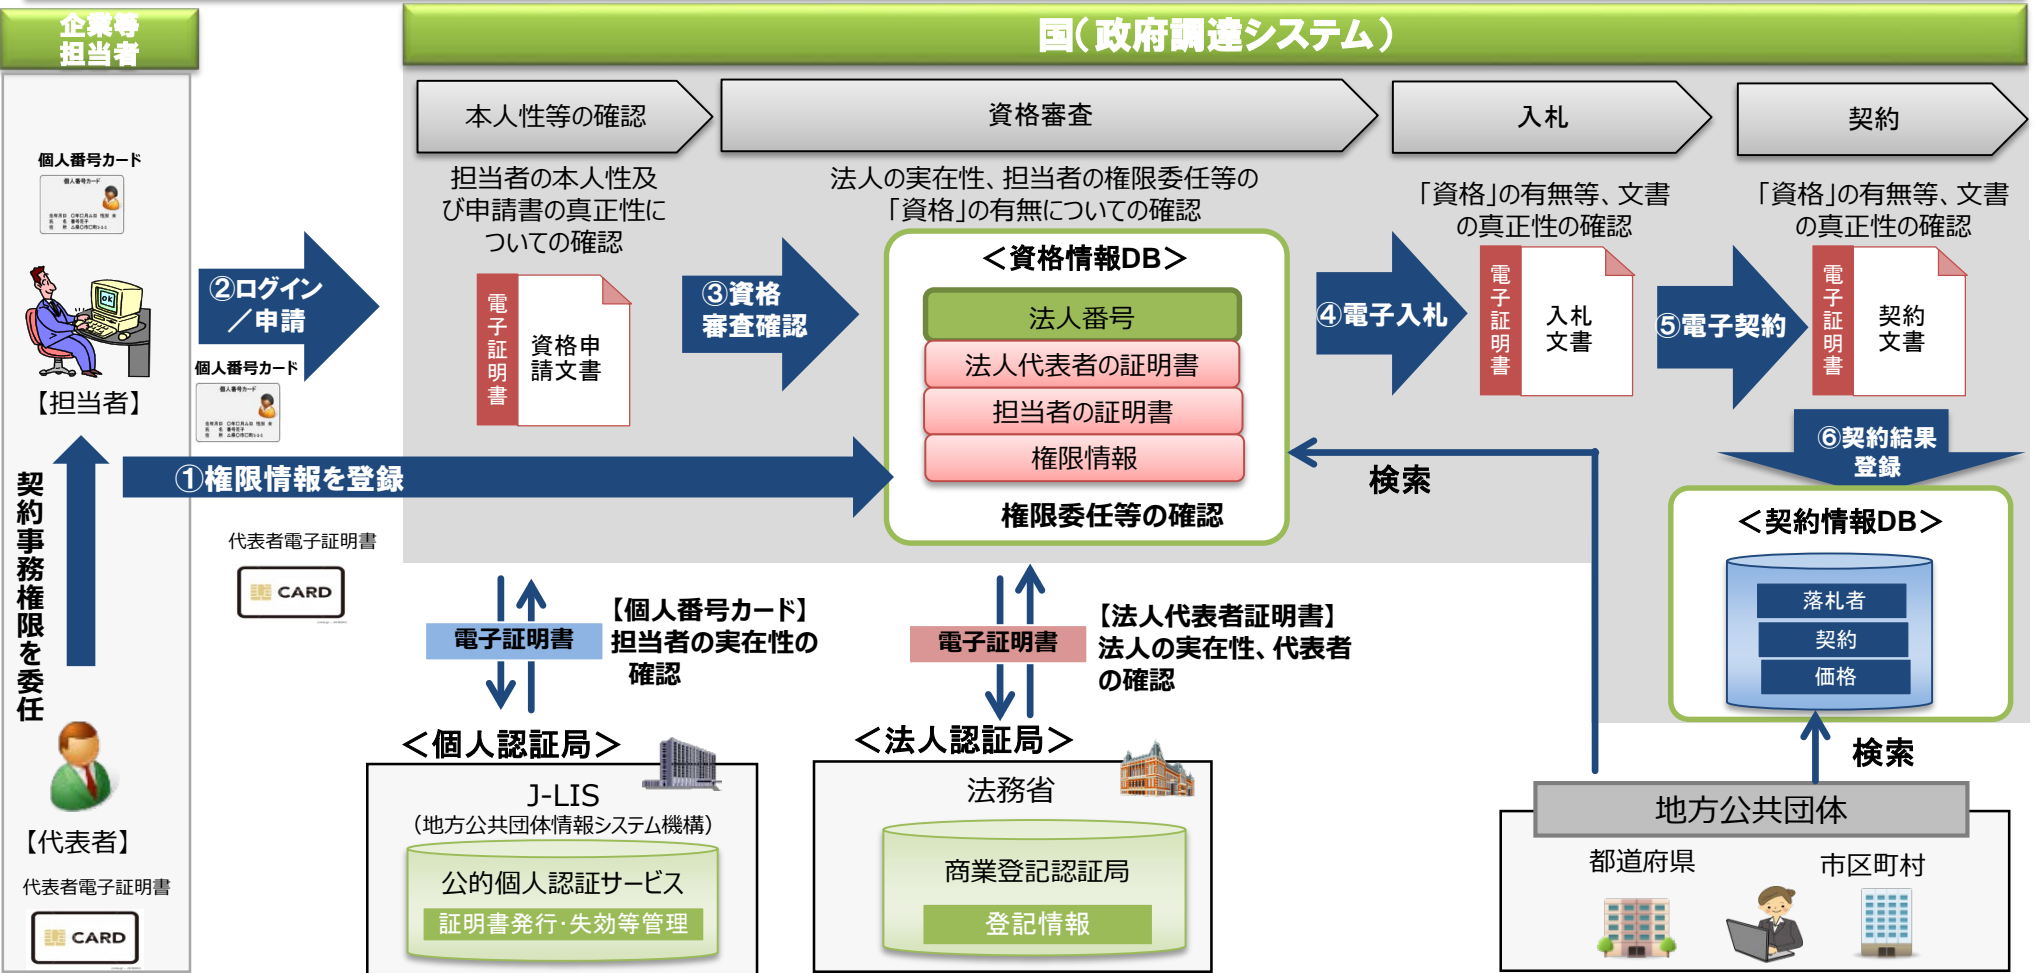 企業等
担当者
国(政府調達システム)
本人性等の確認
資格審査
入札
契約
担当者の本人性及
び申請書の真正性に
ついての確認
法人の実在性、担当者の権限委任等の
「資格」の有無についての確認
「資格」の有無等、文書
の真正性の確認
「資格」の有無等、文書
の真正性の確認
個人番号カード
個人番号カード
②ログイン
／申請
個人番号カード
個人番号カード
【担当者】
電子証明書
資格申
請文書
③資格
審査確認
＜資格情報DB＞
法人番号
法人代表者の証明書
担当者の証明書
権限情報
権限委任等の確認
④電子入札
電子証明書
入札
文書
⑤電子契約
電子証明書
契約
文書
⑥契約結果
登録
①権限情報を登録
検索
契約事務権限を委任
代表者電子証明書
CARD
＜契約情報DB＞
落札者
契約
価格
電子証明書
【個人番号カード】
担当者の実在性の
確認
電子証明書
【法人代表者証明書】
法人の実在性、代表者
の確認
検索
【代表者】
代表者電子証明書
CARD
＜個人認証局＞
J-LIS
（地方公共団体情報システム機構）
公的個人認証サービス
証明書発行・失効等管理
＜法人認証局＞
法務省
商業登記認証局
登記情報
地方公共団体
都道府県
市区町村